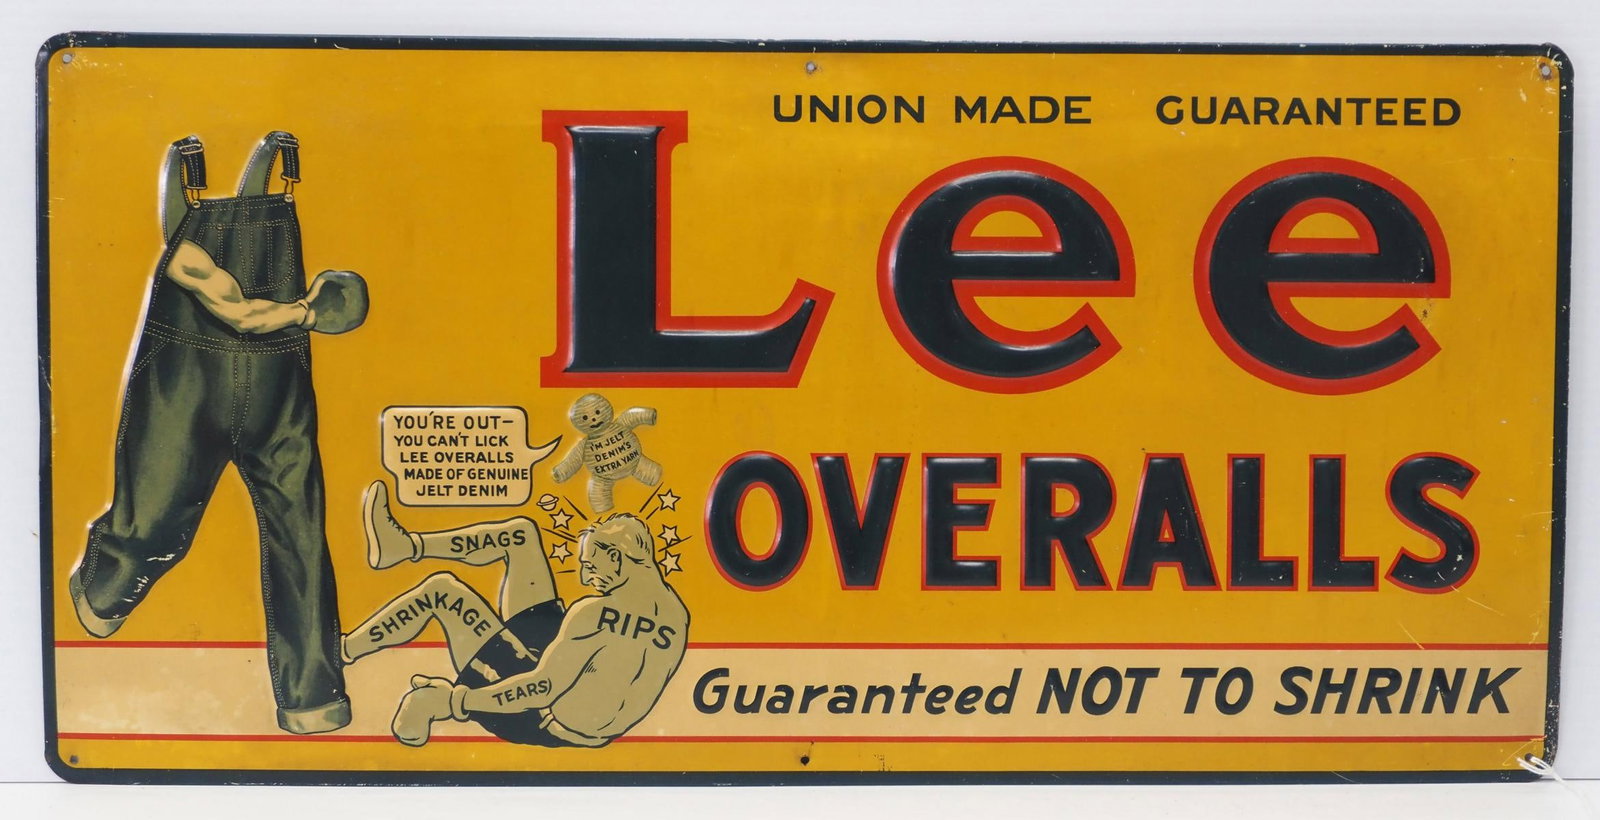 UNION MADE GUARANTEED
Lee
OVERALLS
YOU'RE OUT—
YOU CAN'T LICK
LEE OVERALLS
MADE OF GENUINE
JELT DENIM
I'M JELT
DENIM'S
EXTRA YARN
SNAGS
SHRINKAGE
RIPS
TEARS
Guaranteed NOT TO SHRINK